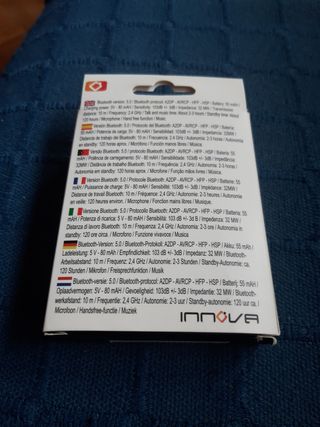 Bluetooth version: 5.0 / Bluetooth protocol: A2DP - AVRCP - HFP - HSP / Battery: 55 mAh /
Charging power: 5V - 80 mAH / Sensitivity: 103dB +/- 3dB / Impedance: 32 MW / Transmission
distance: 10 m / Frequency: 2,4 GHz / Talk and music time: About 2-3 hours / Standby time: around
120 hours / Microphone / Hand free function / Music
Bluetooth version: 5.0 / Protocolo del Bluetooth: A2DP - AVRCP - HFP - HSP / Batería:
55 mAh / Potencia de carga: 5V - 80 mAH / Sensibilidad: 103dB +/- 3dB / Impedancia: 32MW /
Distancia de trabajo Bluetooth: 10 m / Frecuencia: 2,4 GHz / Autonomía: 2-3 horas / Autonomía en
standby: 120 horas aprox. / Micrófono / Función manos libres / Música
Versão Bluetooth: 5.0 / Protocolo Bluetooth: A2DP - AVRCP - HFP - HSP / Bateria: 55
mAh / Potência de carregamento: 5V - 80 mAH / Sensibilidade: 103dB +/- 3dB / Impedância:
32MW / Distância de trabalho Bluetooth: 10 m / Frequência: 2,4 GHz / Autonomia: 2-3 horas /
Autonomia em standby: 120 horas aprox. / Microfone / Função mãos livres / Música
Version Bluetooth: 5.0 / Protocole Bluetooth: A2DP - AVRCP - HFP - HSP / Batterie: 55
mAh / Puissance de charge: 5V - 80 mAH / Sensibilité: 103dB +/- 3dB / Impédance: 32MW /
Distance de travail Bluetooth: 10 m / Fréquence: 2,4 GHz / Autonomie: 2-3 heures / Autonomie
en veille: 120 heures environ / Microphone / Fonction mains libres / Musique
Versione Bluetooth: 5.0 / Protocollo Bluetooth: A2DP - AVRCP - HFP - HSP / Batteria: 55
mAh / Potenza di ricarica: 5V - 80 mAH / Sensibilità: 103 dB ± 3 dB / Impedenza: 32 MW /
Distanza di lavoro Bluetooth: 10 m / Frequenza: 2,4 GHz / Autonomia: 2-3 ore / Autonomia in
standby: 120 ore circa. / Microfono / Funzione vivavoce / Musica
Bluetooth-Version: 5.0 / Bluetooth-Protokoll: A2DP - AVRCP - HFP - HSP / Akku: 55 mAh /
Ladeleistung: 5V - 80 mAH / Empfindlichkeit: 103dB +/- 3dB / Impedanz: 32 MW / Bluetooth-
Arbeitsabstand: 10 m / Frequenz: 2,4 GHz / Autonomie: 2-3 Stunden / Standby-Autonomie: ca.
120 Stunden / Mikrofon / Freisprechfunktion / Musik
Bluetooth-versie: 5.0 / Bluetooth-protocol: A2DP - AVRCP - HFP - HSP / Batterij: 55 mAh /
Oplaadvermogen: 5V - 80 mAH / Gevoeligheid: 103dB +/- 3dB / Impedantie: 32 MW / Bluetooth-
werkafstand: 10 m / Frequentie: 2,4 GHz / Autonomie: 2-3 uur / Standby-autonomie: 120 uur ca. /
Microfoon / Handsfree-functie / Muziek
INNOVA